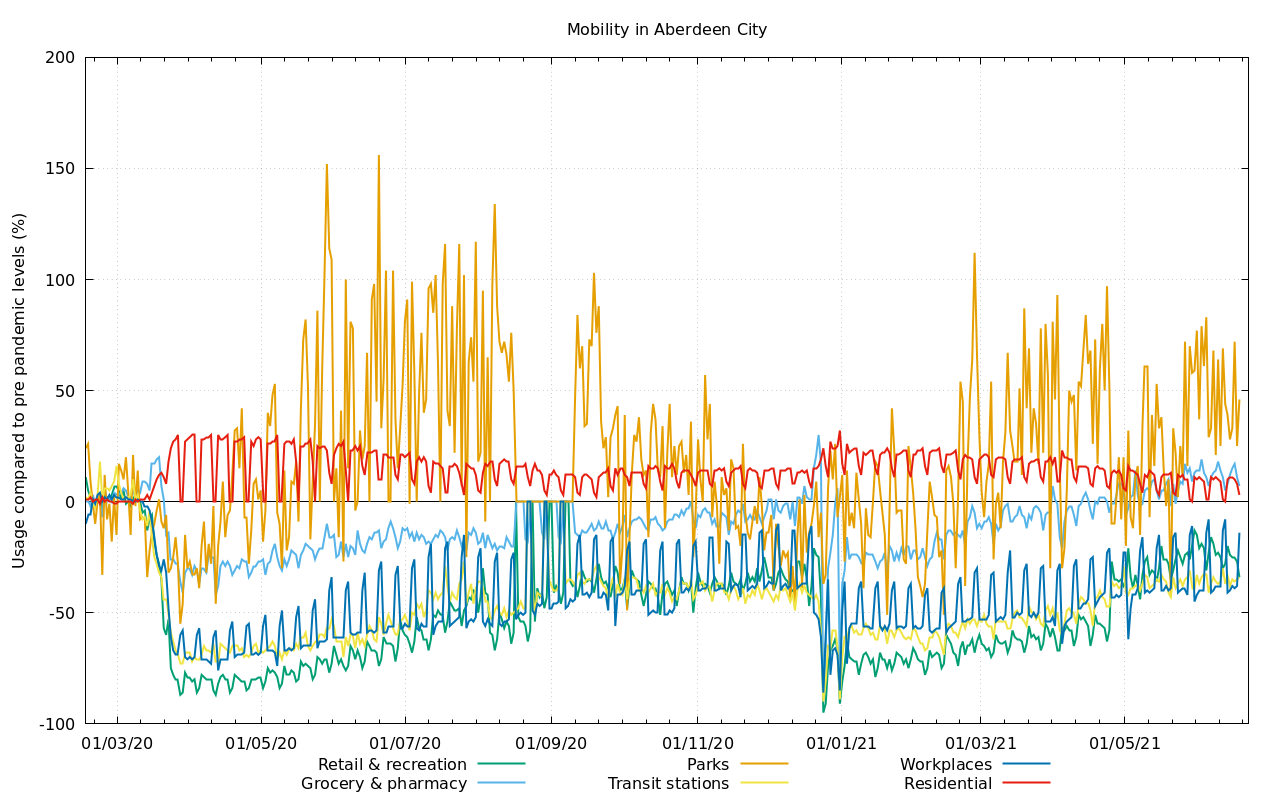 Mobility in Aberdeen City
Usage compared to pre pandemic levels (%)
200
150
100
50
0
-50
-100
01/03/20 01/05/20 01/07/20 01/09/20 01/11/20 01/01/21 01/03/21 01/05/21
Retail & recreation Parks Workplaces
Grocery & pharmacy Transit stations Residential